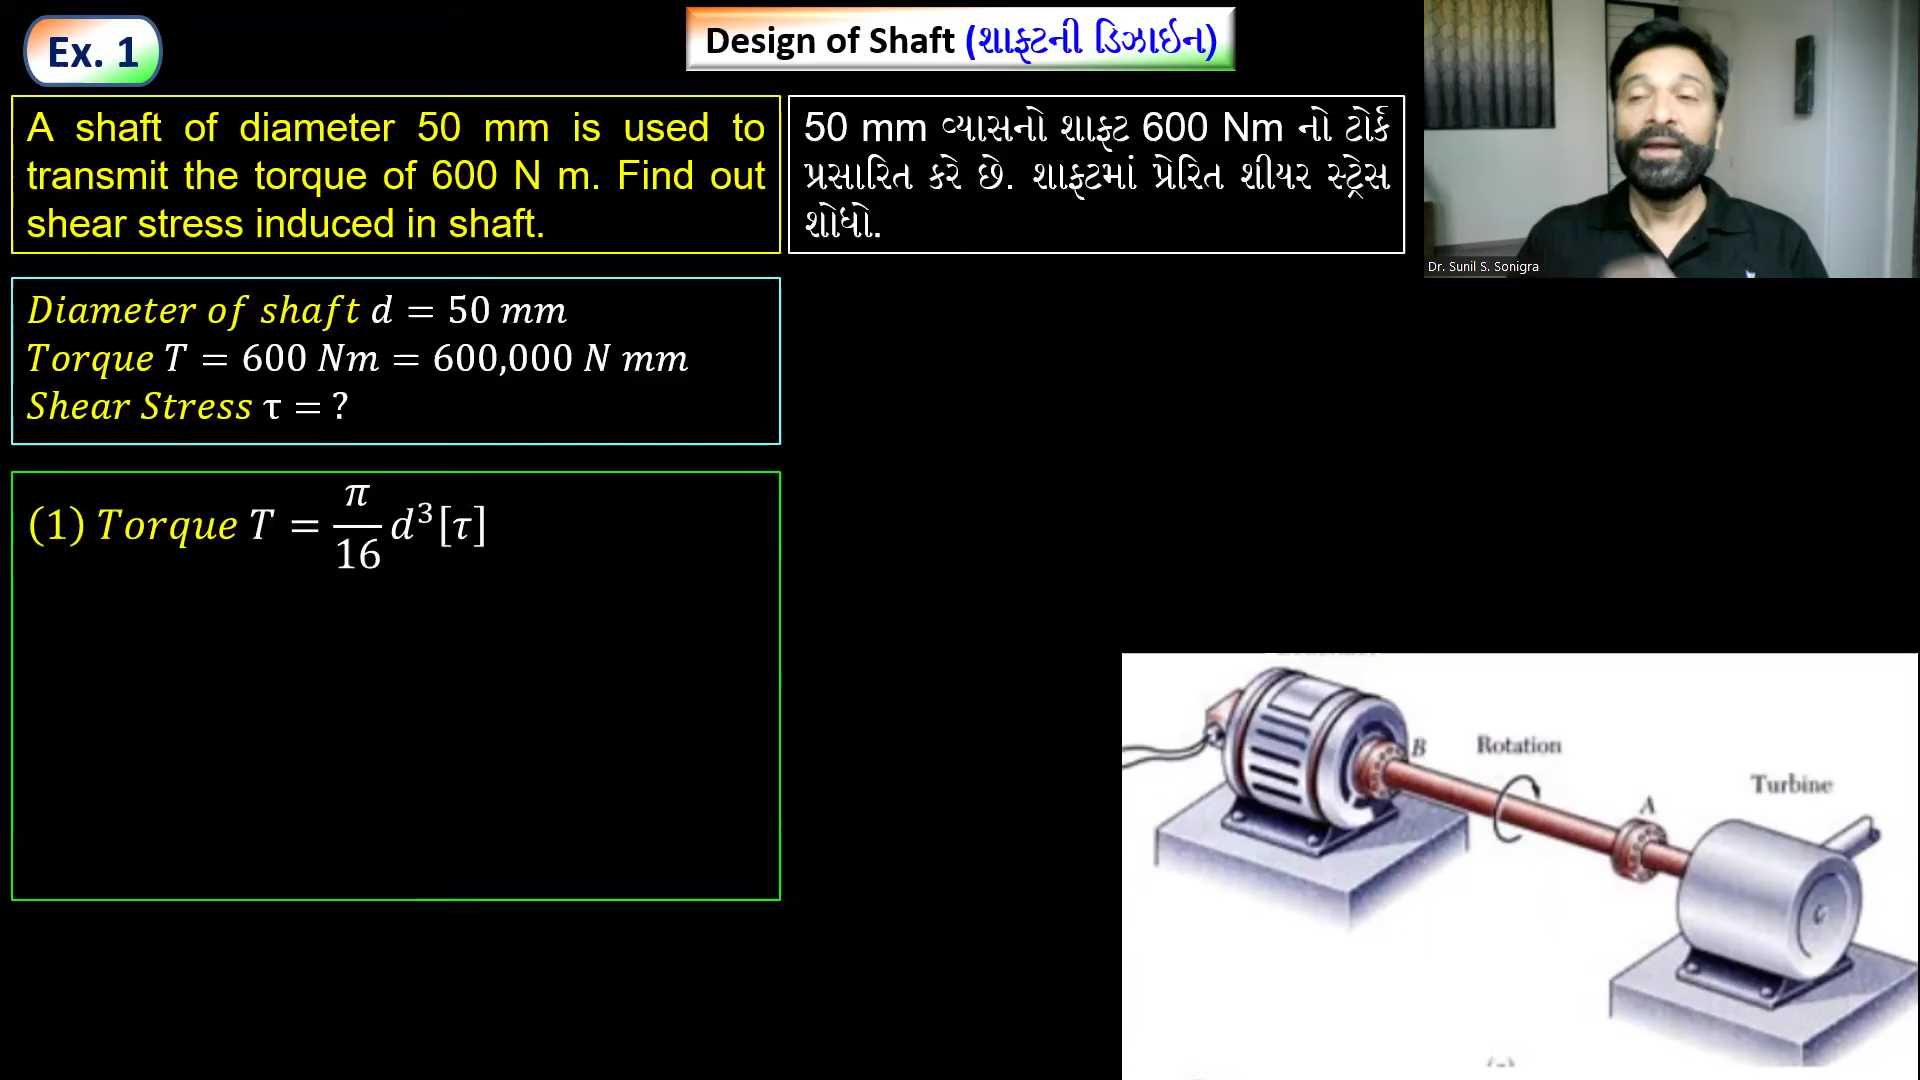 Ex. 1
Design of Shaft (શાફ્ટની ડિઝાઈન)
A shaft of diameter 50 mm is used to
transmit the torque of 600 N m. Find out
shear stress induced in shaft.
50 mm વ્યાસનો શાફ્ટ 600 Nm નો ટોર્ક
પ્રસારિત કરે છે. શાફ્ટમાં પ્રેરિત શીયર સ્ટ્રેસ
શોધો.
Dr. Sunil S. Sonigra
Diameter of shaft d = 50 mm
Torque T = 600 Nm = 600,000 N mm
Shear Stress τ = ?
(1) Torque T = π/16 d³[τ]
B
Rotation
Turbine
A